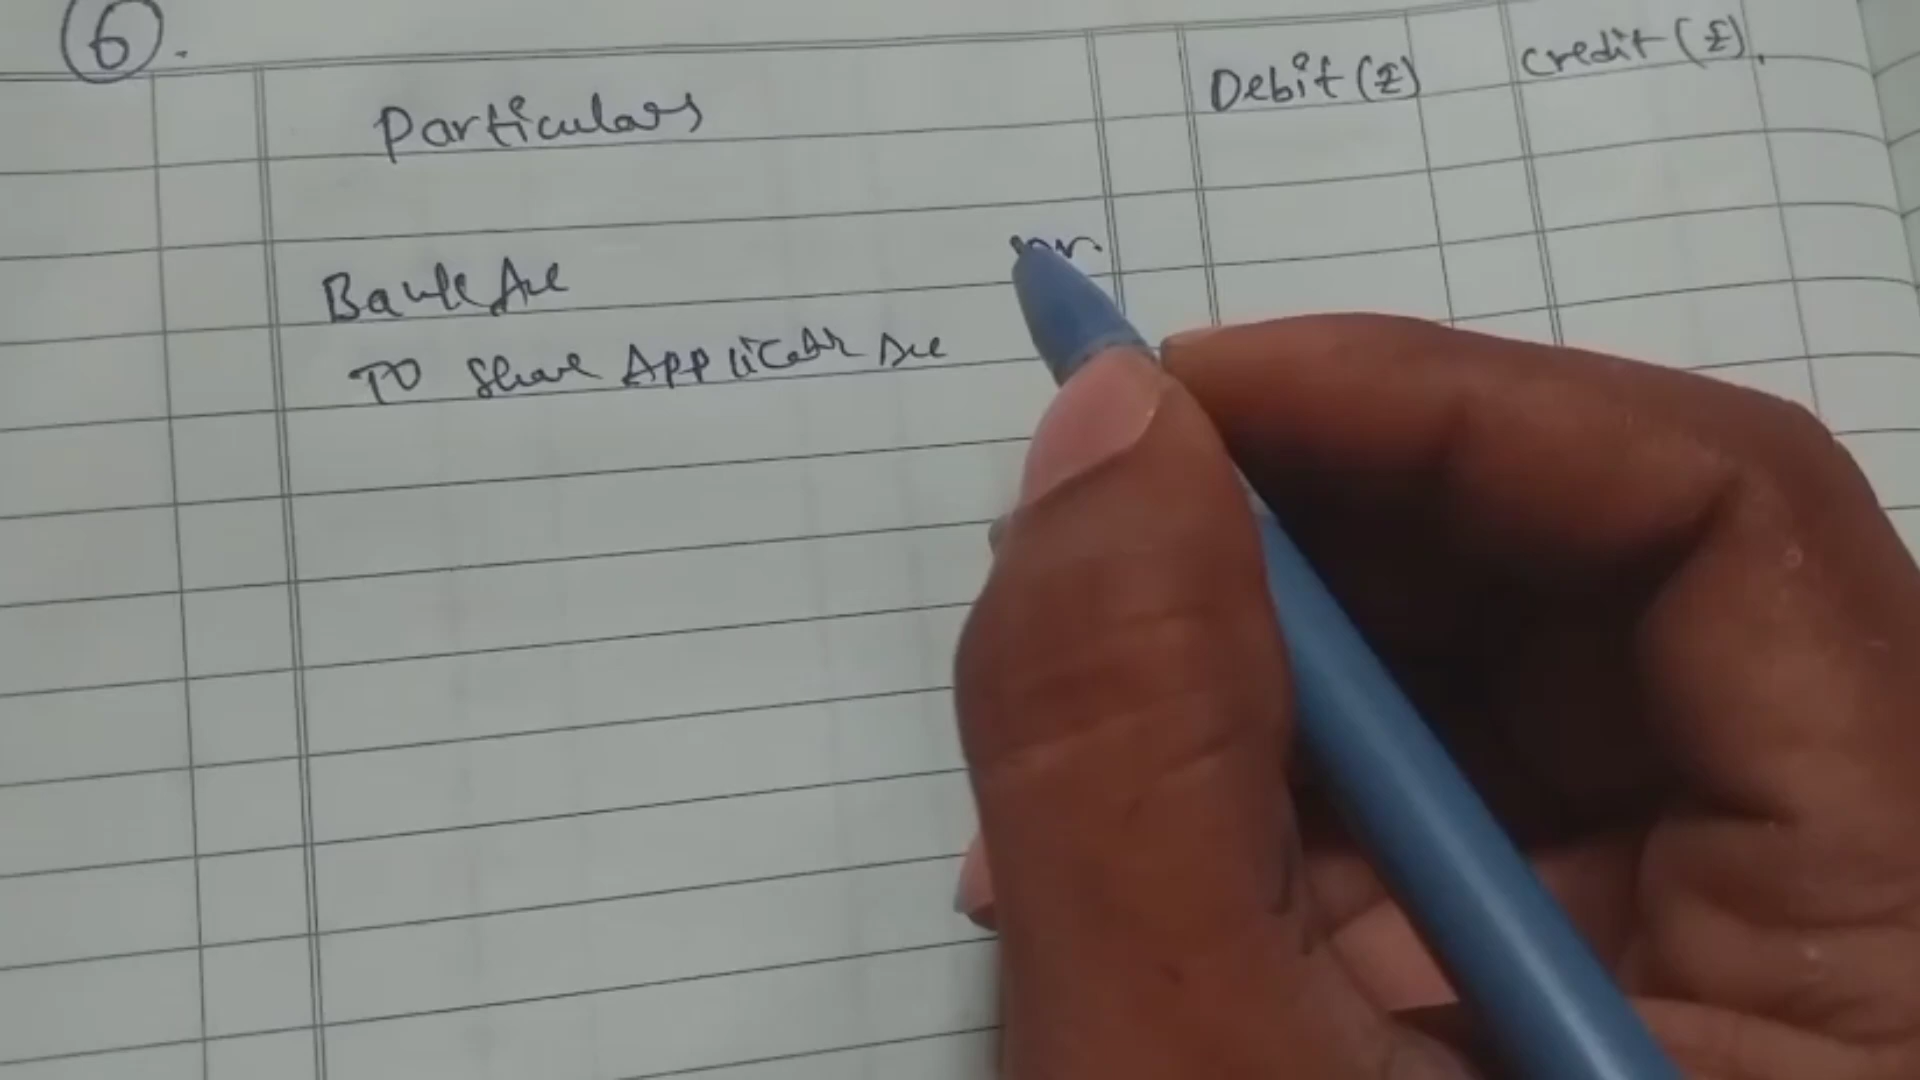 6.
Particulars Debit (₹) Credit (₹).
Bank A/c Dr.
To Share Application A/c